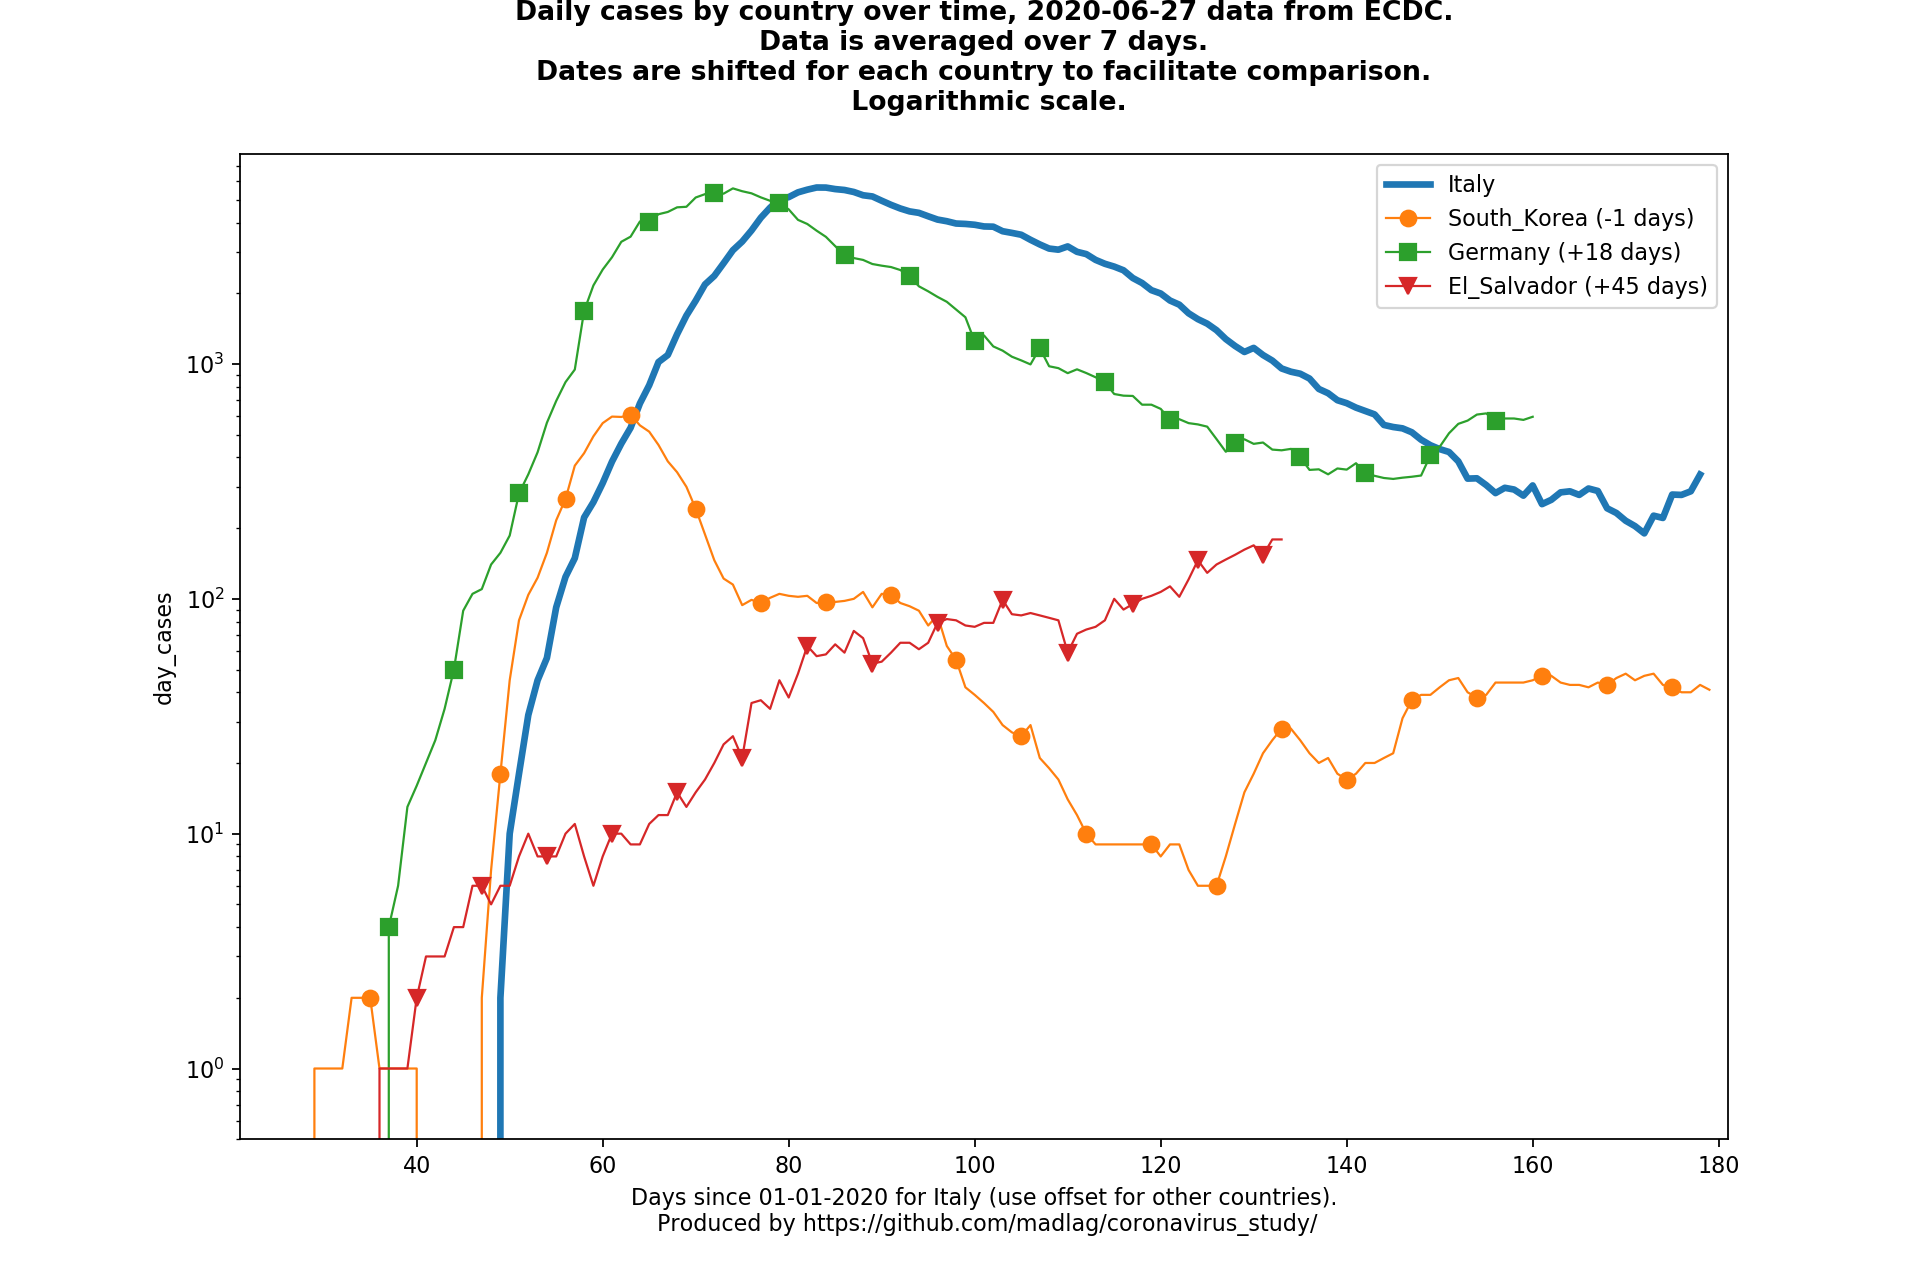 Daily cases by country over time, 2020-06-27 data from ECDC.
Data is averaged over 7 days.
Dates are shifted for each country to facilitate comparison.
Logarithmic scale.
Italy
South_Korea (-1 days)
Germany (+18 days)
El_Salvador (+45 days)
10³
10²
10¹
10⁰
day_cases
40 60 80 100 120 140 160 180
Days since 01-01-2020 for Italy (use offset for other countries).
Produced by https://github.com/madlag/coronavirus_study/